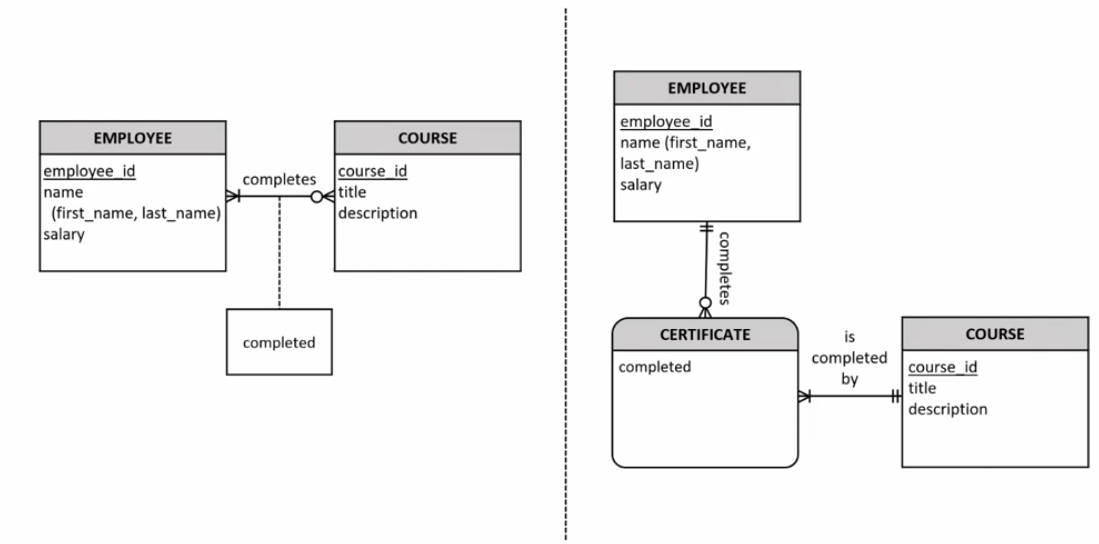 EMPLOYEE
employee_id
name
(first_name, last_name)
salary
completes
COURSE
course_id
title
description
completed
EMPLOYEE
employee_id
name (first_name,
last_name)
salary
completes
CERTIFICATE
completed
is
completed
by
COURSE
course_id
title
description